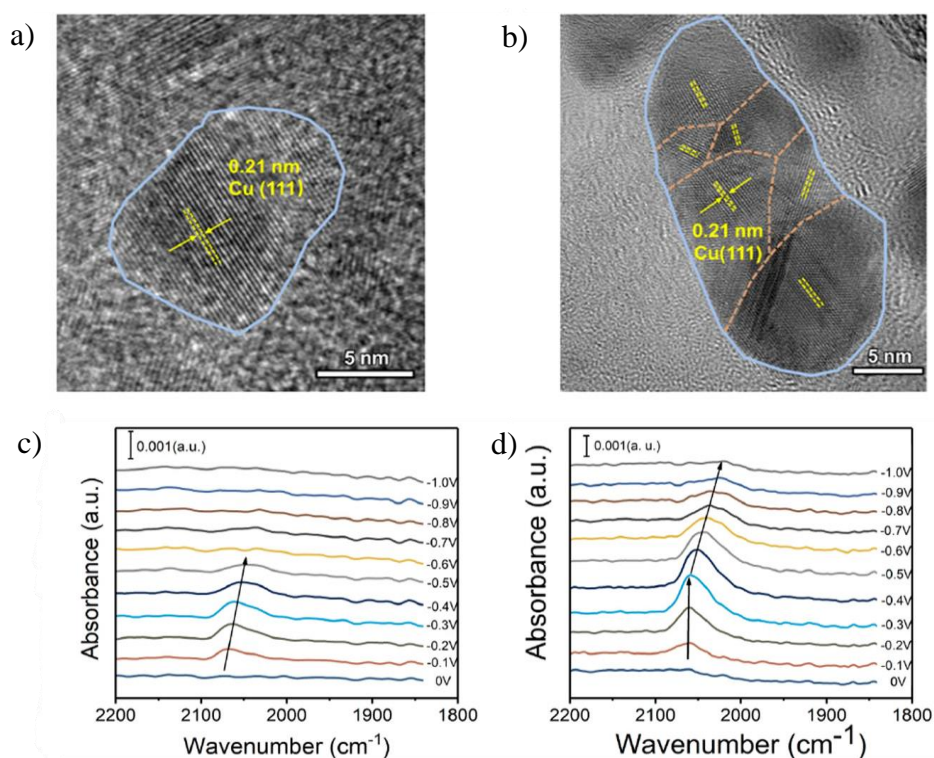 a)
0.21 nm
Cu (111)
5 nm
b)
0.21 nm
Cu(111)
5 nm
c)
0.001(a.u.)
Absorbance (a.u.)
-1.0V
-0.9V
-0.8V
-0.7V
-0.6V
-0.5V
-0.4V
-0.3V
-0.2V
-0.1V
0V
2200 2100 2000 1900 1800
Wavenumber (cm⁻¹)
d)
0.001(a.u.)
Absorbance (a.u.)
-1.0V
-0.9V
-0.8V
-0.7V
-0.6V
-0.5V
-0.4V
-0.3V
-0.2V
-0.1V
0V
2200 2100 2000 1900 1800
Wavenumber (cm⁻¹)